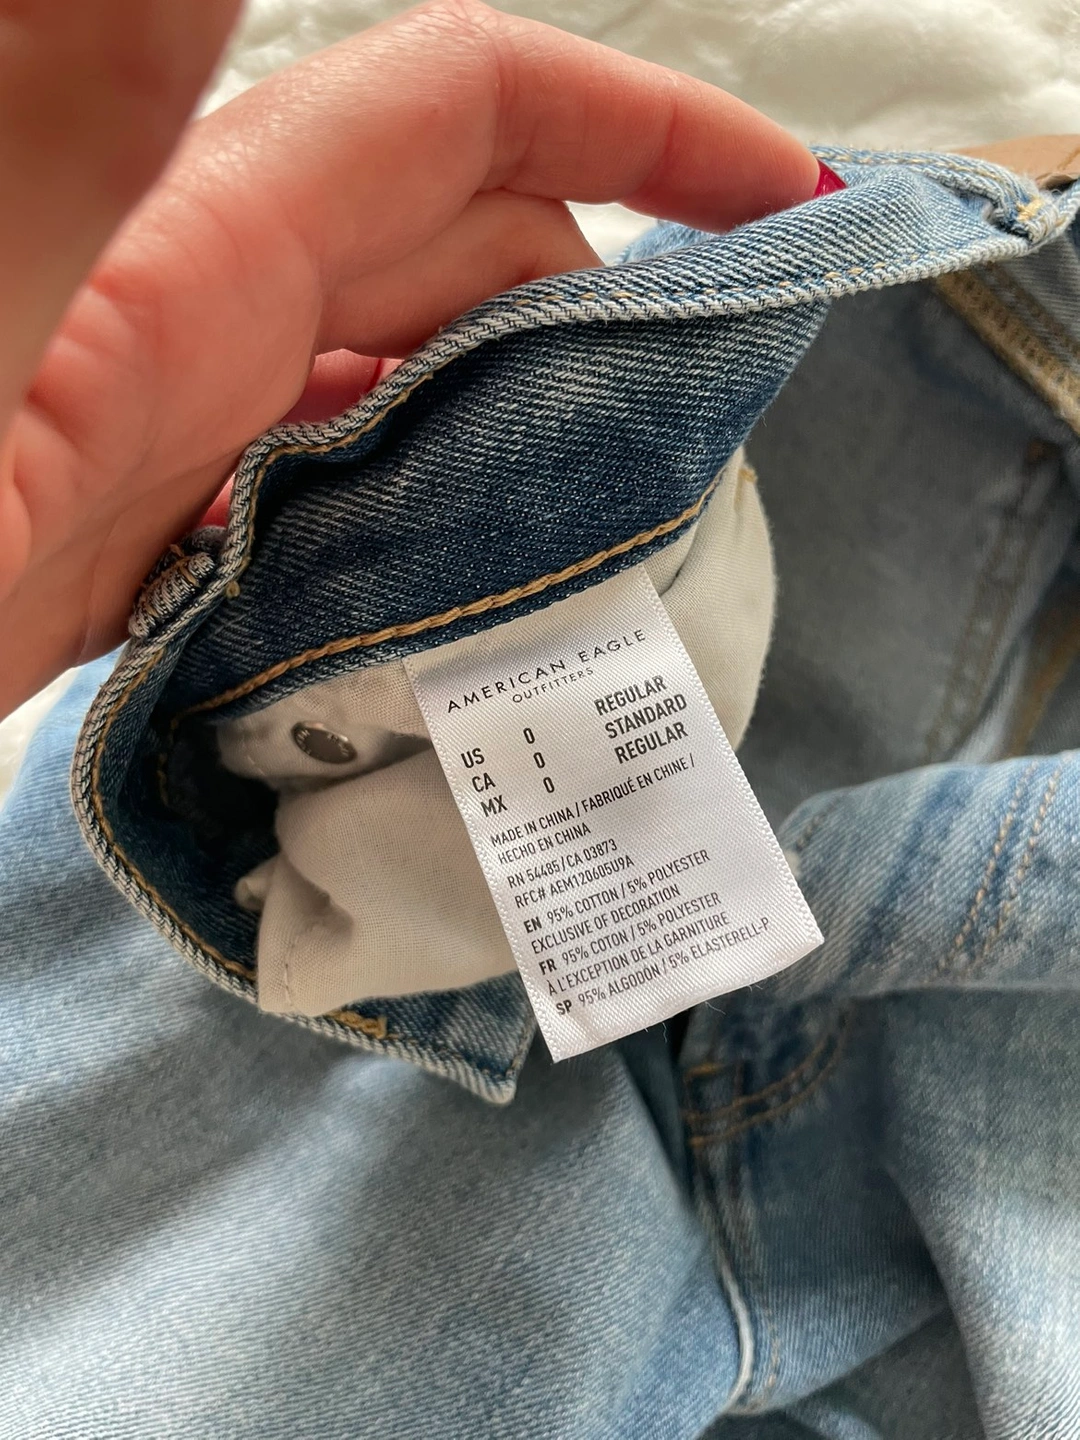 AMERICAN EAGLE
OUTFITTERS
US 0 REGULAR
CA 0 STANDARD
MX 0 REGULAR
MADE IN CHINA / FABRIQUÉ EN CHINE /
HECHO EN CHINA
RN 54485 / CA 03873
RFC# AEM120605U9A
EN 95% COTTON / 5% POLYESTER
EXCLUSIVE OF DECORATION
FR 95% COTON / 5% POLYESTER
À L'EXCEPTION DE LA GARNITURE
SP 95% ALGODÓN / 5% ELASTERELL-P